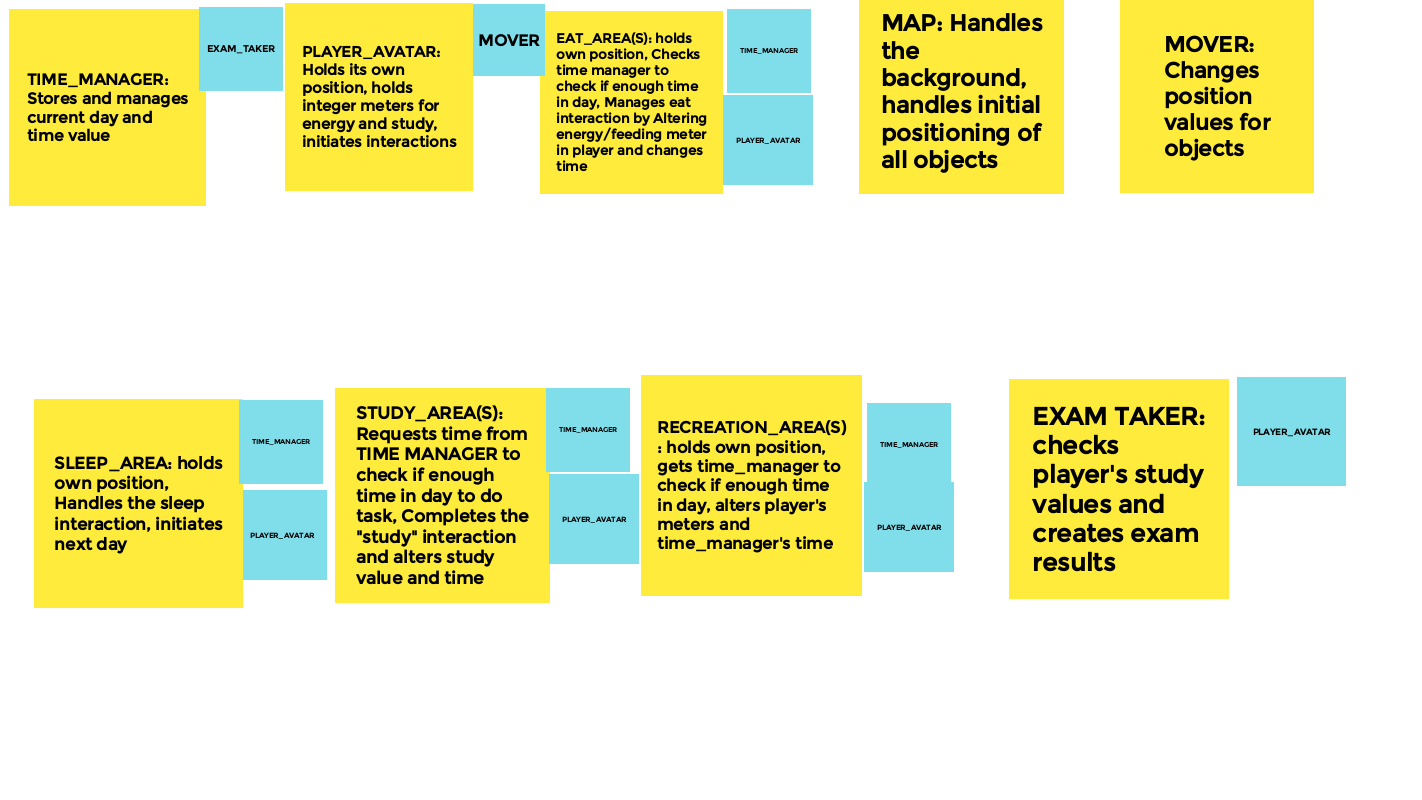 TIME_MANAGER:
Stores and manages
current day and
time value
EXAM_TAKER
PLAYER_AVATAR:
Holds its own
position, holds
integer meters for
energy and study,
initiates interactions
MOVER
EAT_AREA(S): holds
own position, Checks
time manager to
check if enough time
in day, Manages eat
interaction by Altering
energy/feeding meter
in player and changes
time
TIME_MANAGER
PLAYER_AVATAR
MAP: Handles
the
background,
handles initial
positioning of
all objects
MOVER:
Changes
position
values for
objects
SLEEP_AREA: holds
own position,
Handles the sleep
interaction, initiates
next day
TIME_MANAGER
PLAYER_AVATAR
STUDY_AREA(S):
Requests time from
TIME MANAGER to
check if enough
time in day to do
task, Completes the
"study" interaction
and alters study
value and time
TIME_MANAGER
PLAYER_AVATAR
RECREATION_AREA(S)
: holds own position,
gets time_manager to
check if enough time
in day, alters player's
meters and
time_manager's time
TIME_MANAGER
PLAYER_AVATAR
EXAM TAKER:
checks
player's study
values and
creates exam
results
PLAYER_AVATAR